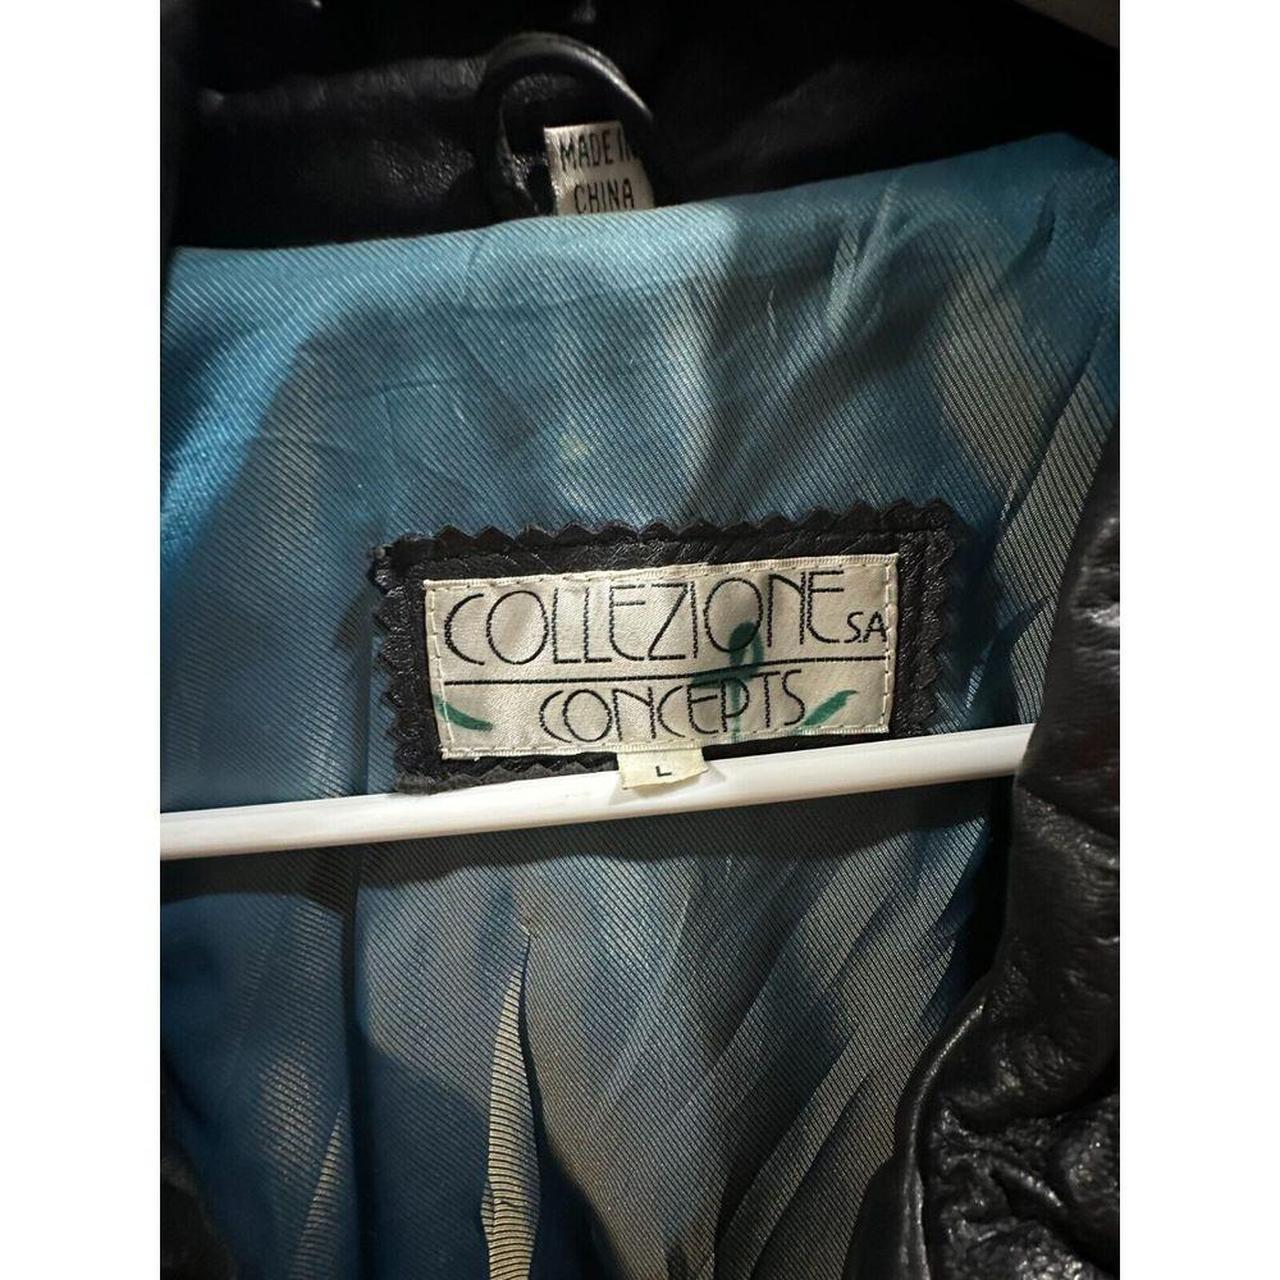 MADE IN
CHINA
COLLEZIONE S.A
CONCEPTS
L